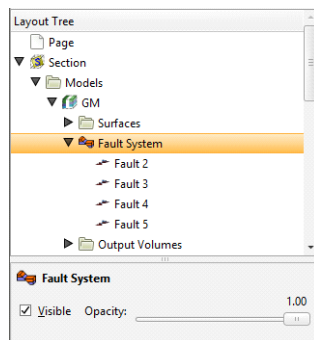 Layout Tree
Page
Section
Models
GM
Surfaces
Fault System
Fault 2
Fault 3
Fault 4
Fault 5
Output Volumes
Fault System
1.00
Visible Opacity: